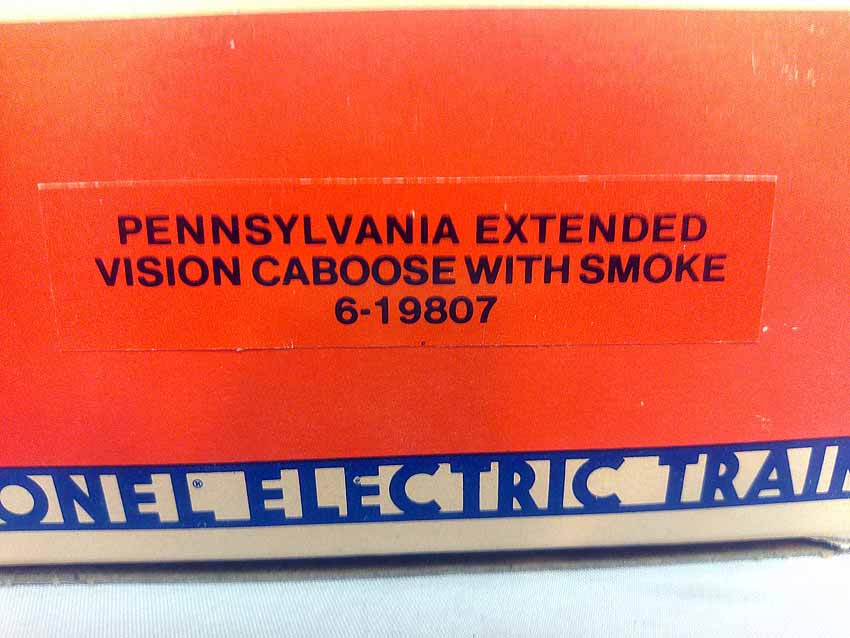 PENNSYLVANIA EXTENDED
VISION CABOOSE WITH SMOKE
6-19807
ONEL® ELECTRIC TRAIN